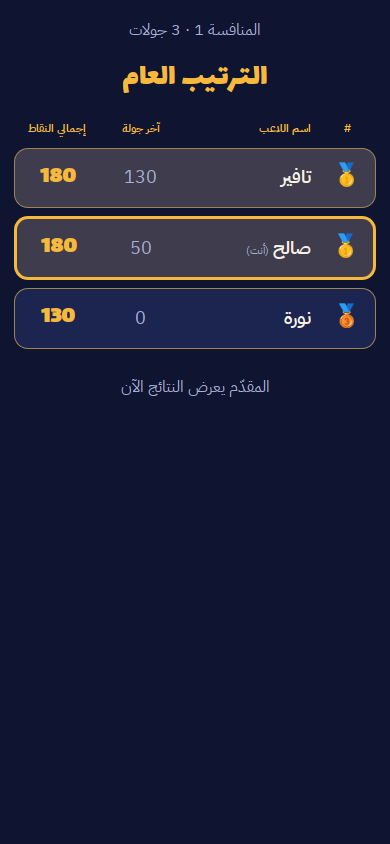 المنافسة 1 · 3 جولات
الترتيب العام
# اسم اللاعب آخر جولة إجمالي النقاط
🥇 تافير 130 180
🥇 صالح (أنت) 50 180
🥉 نورة 0 130
المقدّم يعرض النتائج الآن